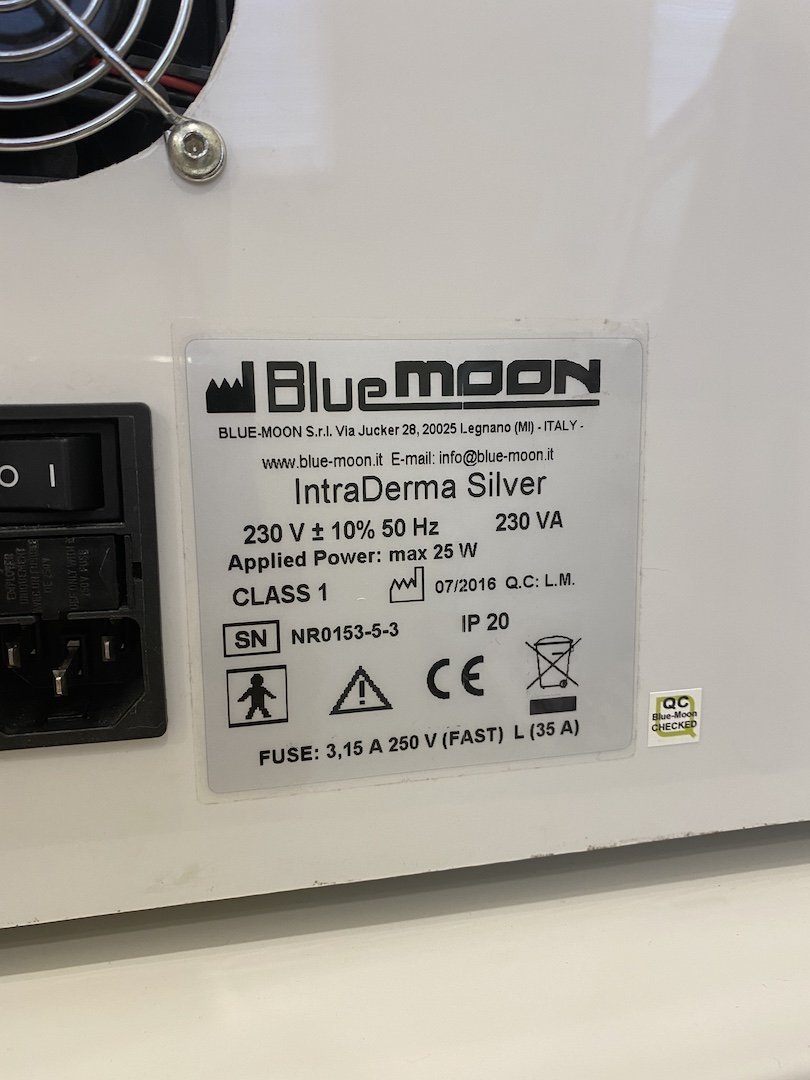 O I
Blue MOON
BLUE-MOON S.r.l. Via Jucker 28, 20025 Legnano (MI) - ITALY -
www.blue-moon.it E-mail: info@blue-moon.it
IntraDerma Silver
230 V ± 10% 50 Hz 230 VA
Applied Power: max 25 W
CLASS 1 07/2016 Q.C: L.M.
SN NR0153-5-3 IP 20
CE
FUSE: 3,15 A 250 V (FAST) L (35 A)
QC
Blue-Moon
CHECKED